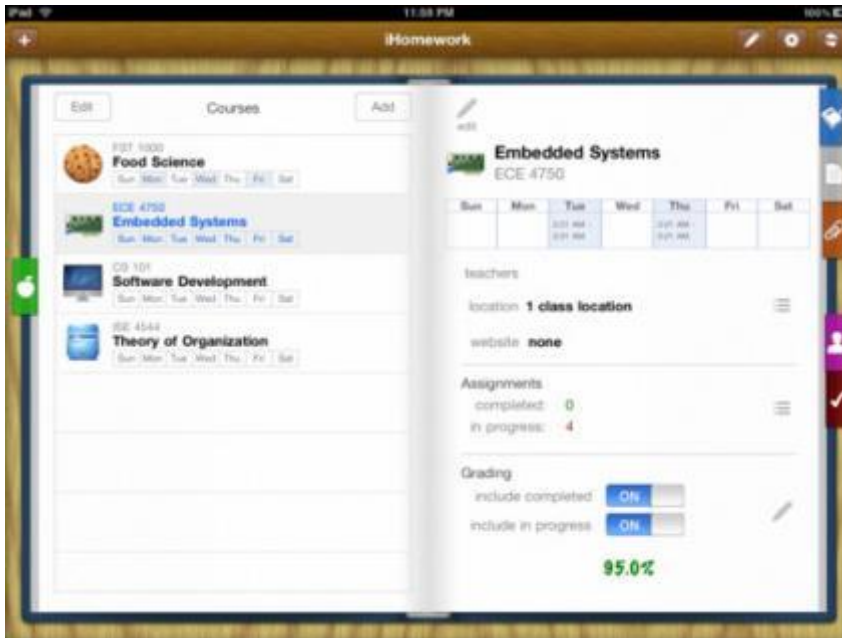 iPad 11:08 PM 100%
iHomework
Edit Courses Add
FST 1000
Food Science
Sun Mon Tue Wed Thu Fri Sat
ECE 4750
Embedded Systems
Sun Mon Tue Wed Thu Fri Sat
CS 101
Software Development
Sun Mon Tue Wed Thu Fri Sat
ISE 4544
Theory of Organization
Sun Mon Tue Wed Thu Fri Sat
edit
Embedded Systems
ECE 4750
Sun Mon Tue Wed Thu Fri Sat
teachers
location 1 class location
website none
Assignments
completed: 0
in progress: 4
Grading
include completed ON
include in progress ON
95.0%